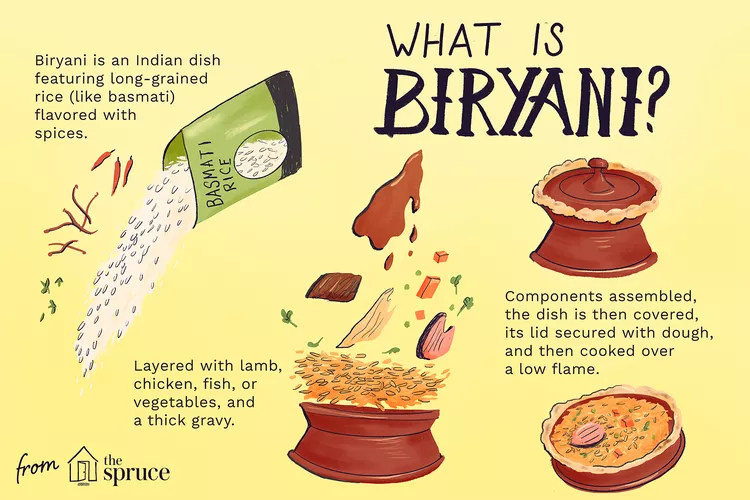 WHAT IS
BIRYANI?
Biryani is an Indian dish
featuring long-grained
rice (like basmati)
flavored with
spices.
BASMATI
RICE
Layered with lamb,
chicken, fish, or
vegetables, and
a thick gravy.
Components assembled,
the dish is then covered,
its lid secured with dough,
and then cooked over
a low flame.
from the
spruce